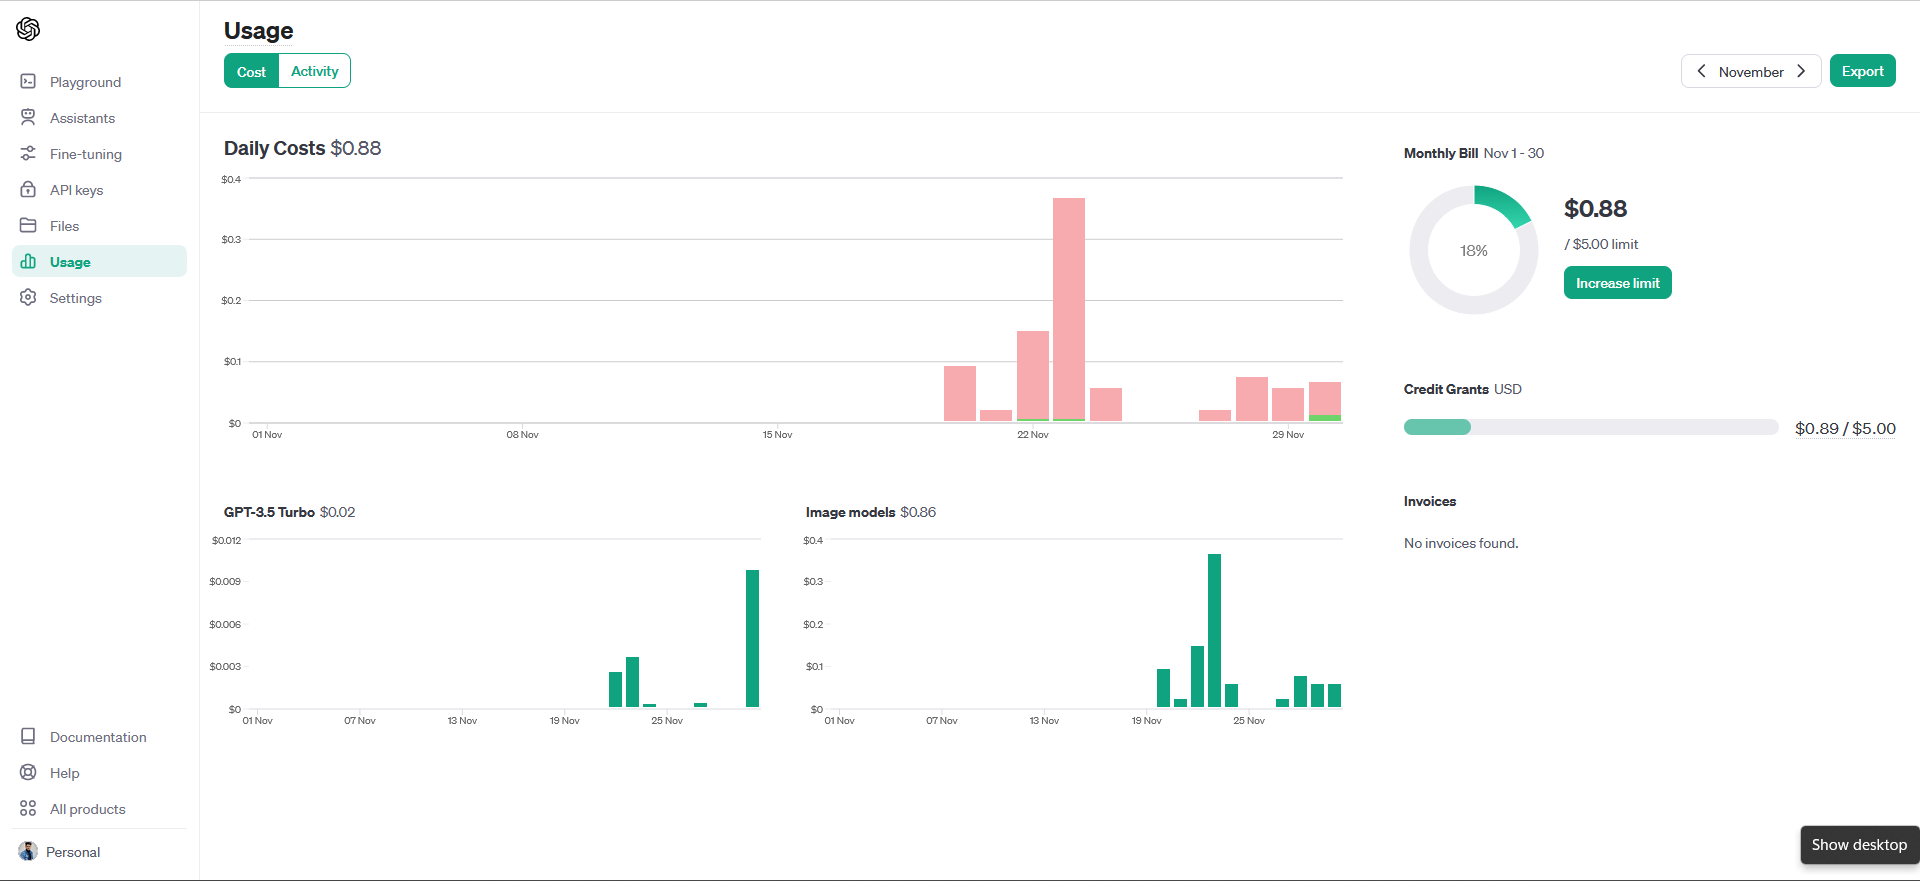 Usage
Cost Activity
November
Export
Playground
Assistants
Fine-tuning
API keys
Files
Usage
Settings
Documentation
Help
All products
Personal
Daily Costs $0.88
$0.4
$0.3
$0.2
$0.1
$0
01 Nov 08 Nov 15 Nov 22 Nov 29 Nov
GPT-3.5 Turbo $0.02
$0.012
$0.009
$0.006
$0.003
$0
01 Nov 07 Nov 13 Nov 19 Nov 25 Nov
Image models $0.86
$0.4
$0.3
$0.2
$0.1
$0
01 Nov 07 Nov 13 Nov 19 Nov 25 Nov
Monthly Bill Nov 1 - 30
18%
$0.88
/ $5.00 limit
Increase limit
Credit Grants USD
$0.89 / $5.00
Invoices
No invoices found.
Show desktop